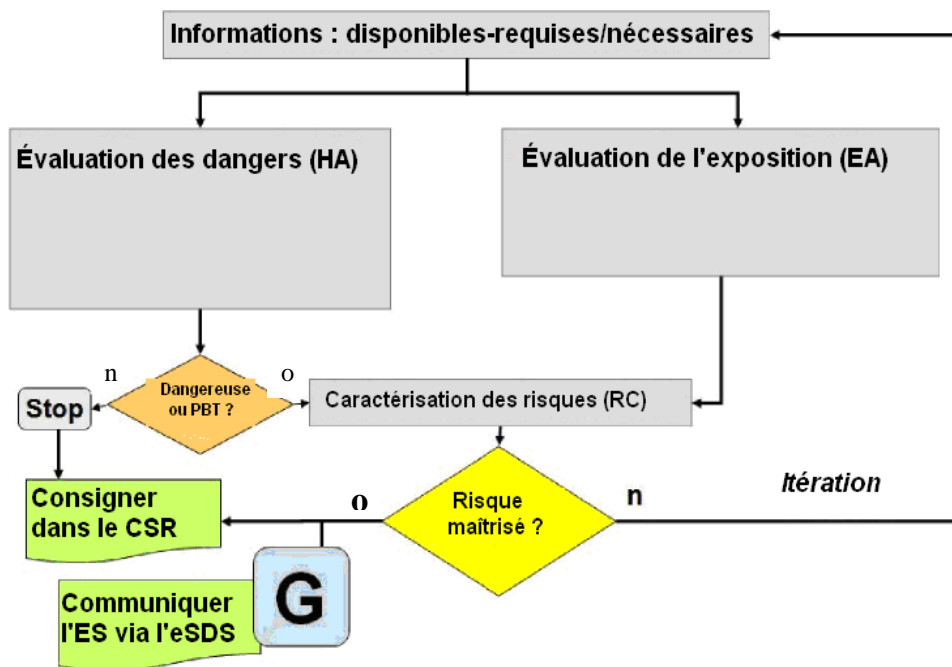 Informations : disponibles-requises/nécessaires
Évaluation des dangers (HA)
Évaluation de l'exposition (EA)
n
o
Dangereuse
ou PBT ?
Stop
Caractérisation des risques (RC)
Consigner
dans le CSR
o
Risque
maîtrisé ?
n
Itération
Communiquer
l'ES via l'eSDS
G